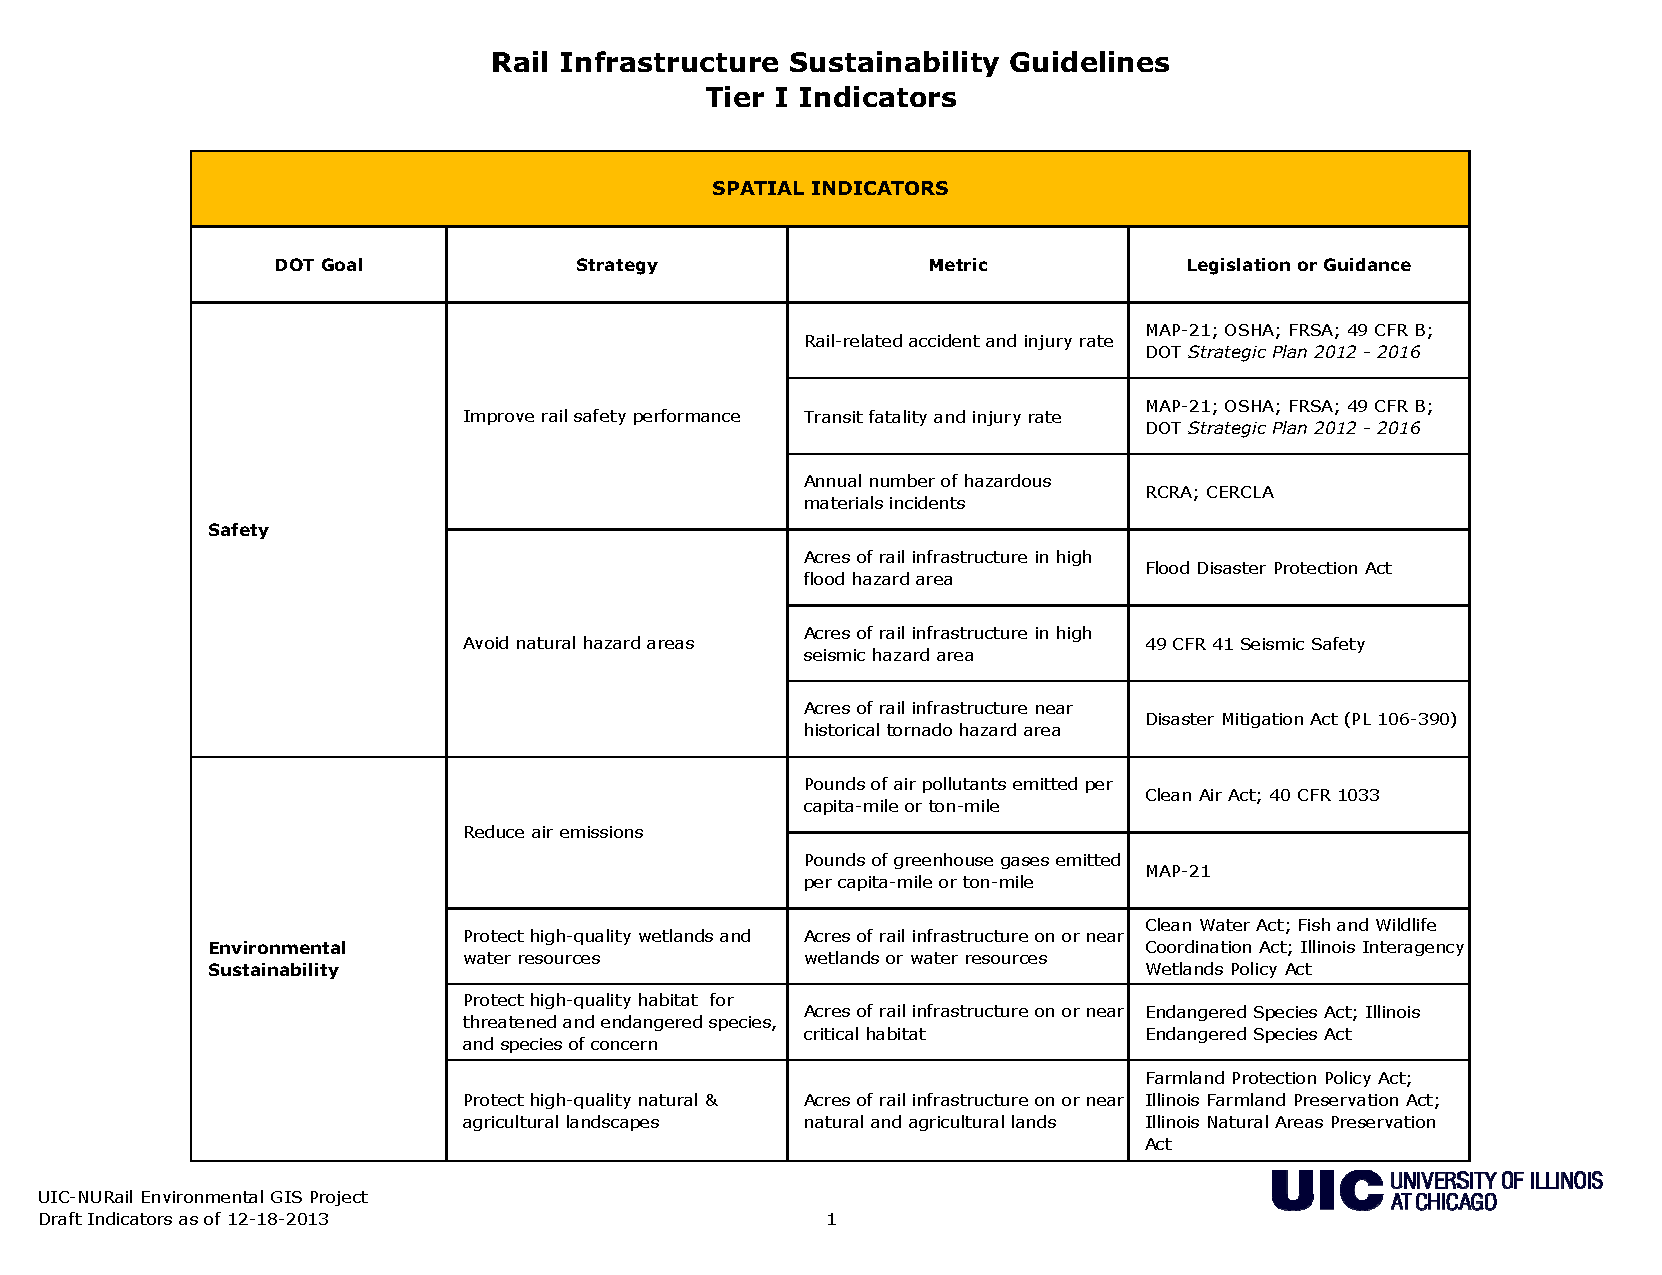 Rail Infrastructure Sustainability Guidelines
Tier I Indicators
SPATIAL INDICATORS
DOT Goal
Strategy
Metric
Legislation or Guidance
Safety
Improve rail safety performance
Rail-related accident and injury rate
MAP-21; OSHA; FRSA; 49 CFR B;
DOT Strategic Plan 2012 - 2016
Transit fatality and injury rate
MAP-21; OSHA; FRSA; 49 CFR B;
DOT Strategic Plan 2012 - 2016
Annual number of hazardous
materials incidents
RCRA; CERCLA
Avoid natural hazard areas
Acres of rail infrastructure in high
flood hazard area
Flood Disaster Protection Act
Acres of rail infrastructure in high
seismic hazard area
49 CFR 41 Seismic Safety
Acres of rail infrastructure near
historical tornado hazard area
Disaster Mitigation Act (PL 106-390)
Environmental
Sustainability
Reduce air emissions
Pounds of air pollutants emitted per
capita-mile or ton-mile
Clean Air Act; 40 CFR 1033
Pounds of greenhouse gases emitted
per capita-mile or ton-mile
MAP-21
Protect high-quality wetlands and
water resources
Acres of rail infrastructure on or near
wetlands or water resources
Clean Water Act; Fish and Wildlife
Coordination Act; Illinois Interagency
Wetlands Policy Act
Protect high-quality habitat  for
threatened and endangered species,
and species of concern
Acres of rail infrastructure on or near
critical habitat
Endangered Species Act; Illinois
Endangered Species Act
Protect high-quality natural &
agricultural landscapes
Acres of rail infrastructure on or near
natural and agricultural lands
Farmland Protection Policy Act;
Illinois Farmland Preservation Act;
Illinois Natural Areas Preservation
Act
UIC-NURail Environmental GIS Project
Draft Indicators as of 12-18-2013
1
UIC
UNIVERSITY OF ILLINOIS
AT CHICAGO